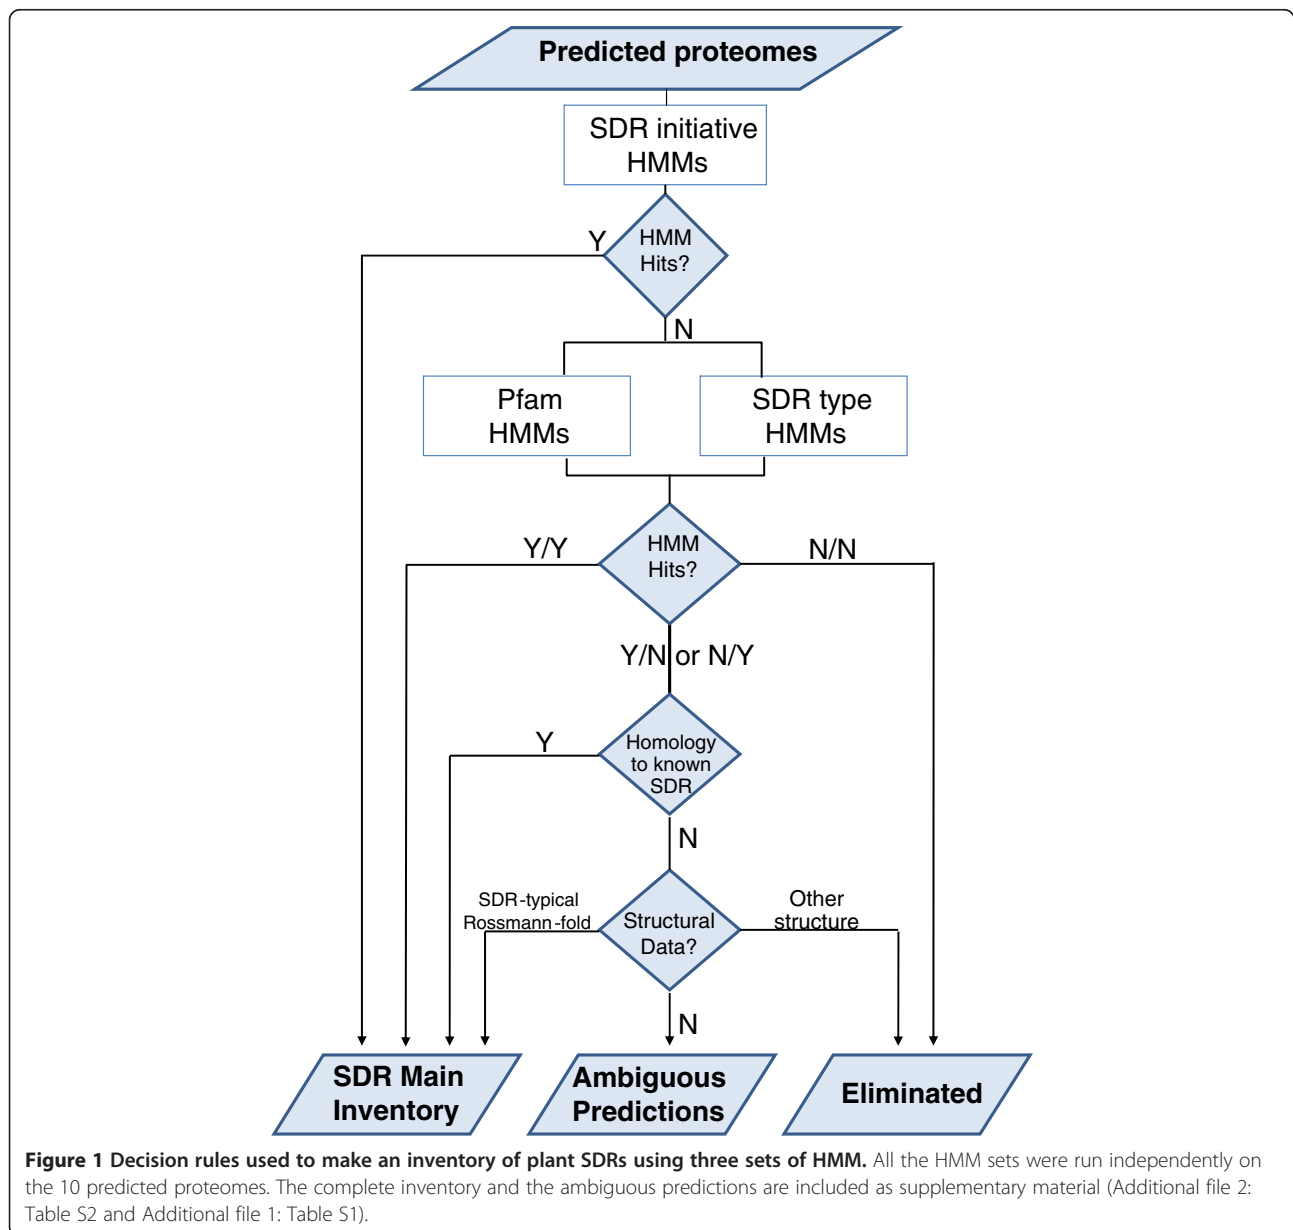 Predicted proteomes
SDR initiative
HMMs
HMM
Hits?
Y
N
Pfam
HMMs
SDR type
HMMs
HMM
Hits?
Y/Y
N/N
Y/N or N/Y
Homology
to known
SDR
Y
N
SDR-typical
Rossmann-fold
Structural
Data?
Other
structure
N
SDR Main
Inventory
Ambiguous
Predictions
Eliminated
Figure 1 Decision rules used to make an inventory of plant SDRs using three sets of HMM. All the HMM sets were run independently on
the 10 predicted proteomes. The complete inventory and the ambiguous predictions are included as supplementary material (Additional file 2:
Table S2 and Additional file 1: Table S1).